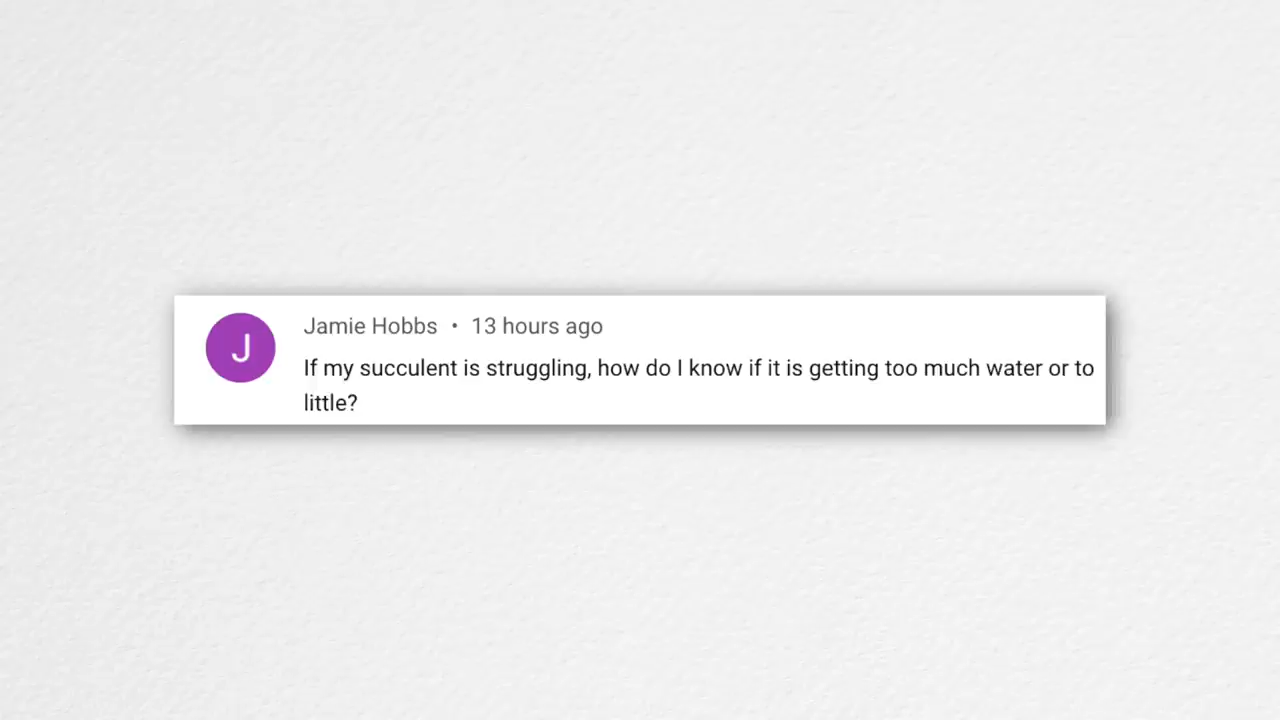 J
Jamie Hobbs • 13 hours ago
If my succulent is struggling, how do I know if it is getting too much water or to
little?